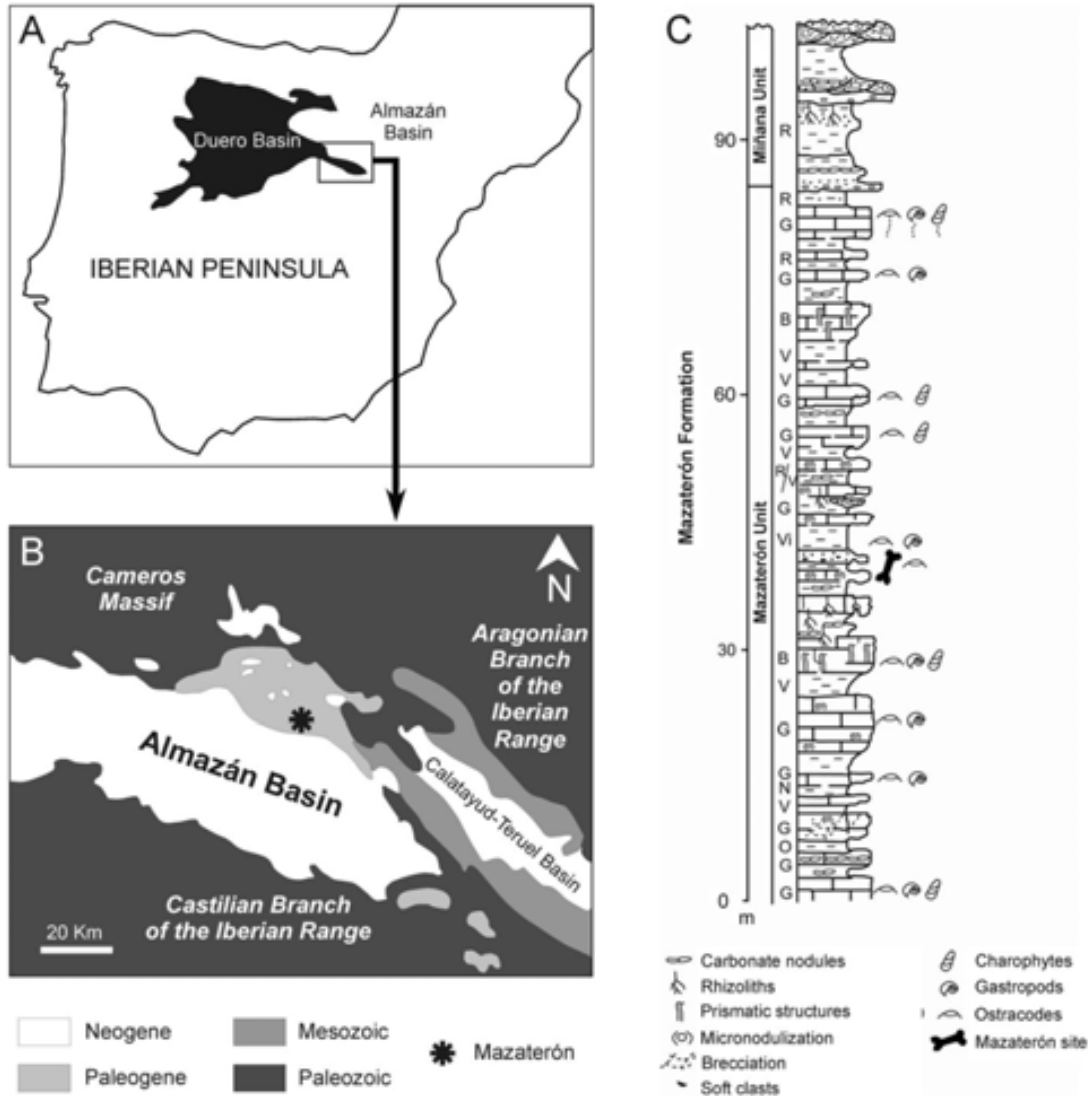 A
Duero Basin
Almazán
Basin
IBERIAN PENINSULA
B
N
Cameros
Massif
Aragonian
Branch
of the
Iberian
Range
Almazán Basin
Calatayud-Teruel Basin
Castilian Branch
of the Iberian Range
20 Km
Neogene
Mesozoic
Mazaterón
Paleogene
Paleozoic
C
Mazaterón Formation
Miñana Unit
Mazaterón Unit
90
60
30
0
m
R
R
G
R
G
B
V
V
G
G
V
R/V
G
Vi
B
V
G
G
N
V
G
O
G
G
Carbonate nodules
Rhizoliths
Prismatic structures
Micronodulization
Brecciation
Soft clasts
Charophytes
Gastropods
Ostracodes
Mazaterón site